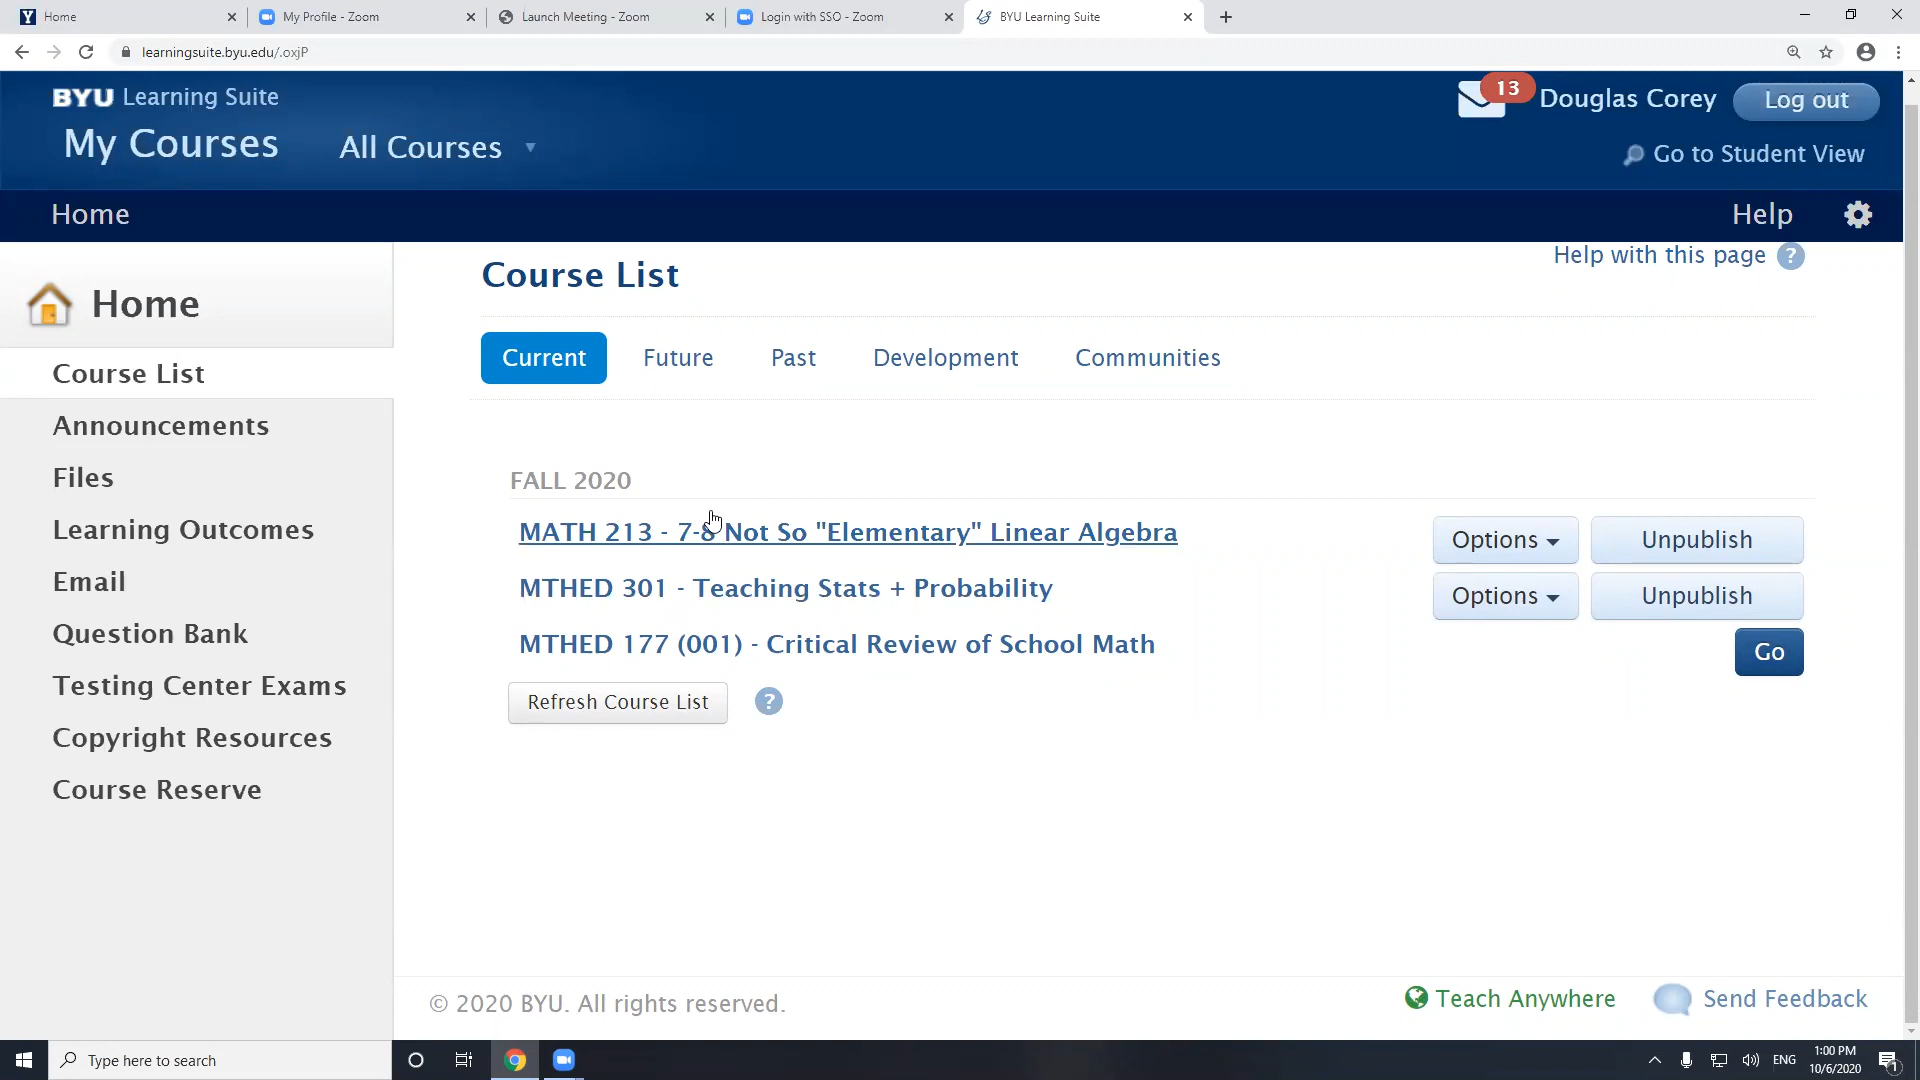 Home
My Profile - Zoom
Launch Meeting - Zoom
Login with SSO - Zoom
BYU Learning Suite
learningsuite.byu.edu/.oxjP
BYU Learning Suite
13
Douglas Corey
Log out
My Courses
All Courses
Go to Student View
Home
Help
Help with this page ?
Home
Course List
Announcements
Files
Learning Outcomes
Email
Question Bank
Testing Center Exams
Copyright Resources
Course Reserve
Course List
Current
Future
Past
Development
Communities
FALL 2020
MATH 213 - 7-8 Not So "Elementary" Linear Algebra
Options
Unpublish
MTHED 301 - Teaching Stats + Probability
Options
Unpublish
MTHED 177 (001) - Critical Review of School Math
Go
Refresh Course List
?
© 2020 BYU. All rights reserved.
Teach Anywhere
Send Feedback
Type here to search
ENG
1:00 PM
10/6/2020
1